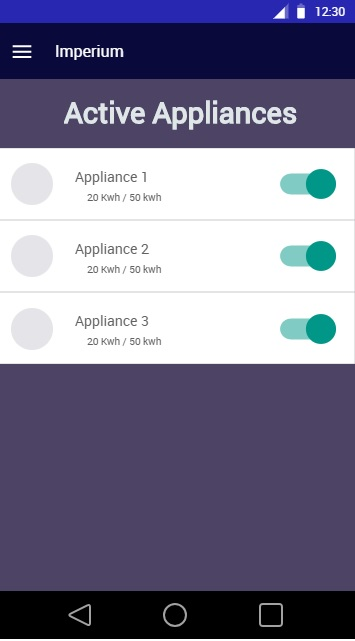 12:30
Imperium
Active Appliances
Appliance 1
20 Kwh / 50 kwh
Appliance 2
20 Kwh / 50 kwh
Appliance 3
20 Kwh / 50 kwh